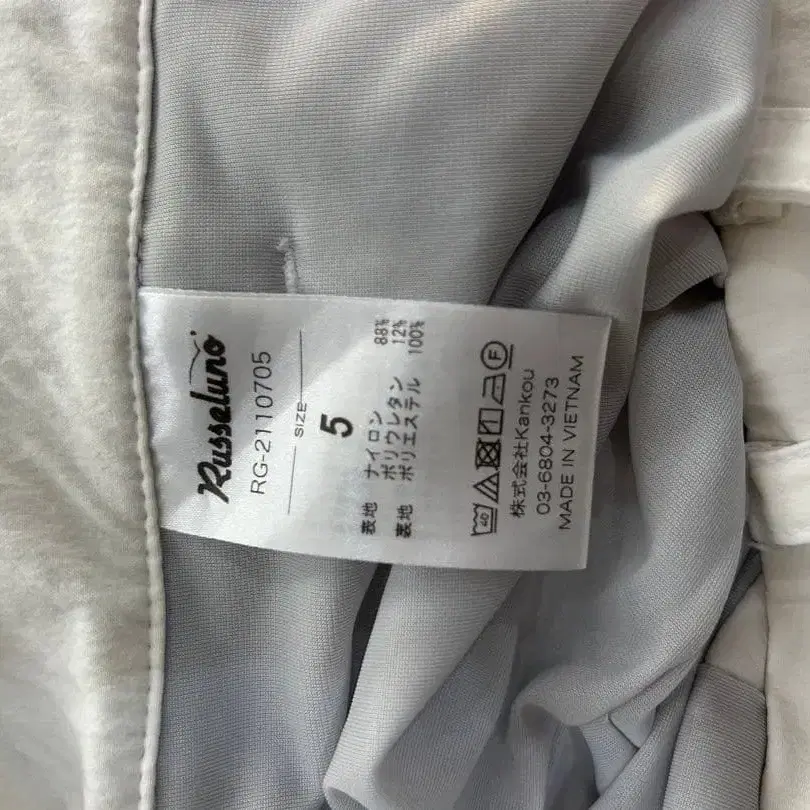 Russeluno
RG-2110705
SIZE
5
表地 ナイロン 88%
ポリウレタン 12%
裏地 ポリエステル 100%
40 F
株式会社Kankou
03-6804-3273
MADE IN VIETNAM